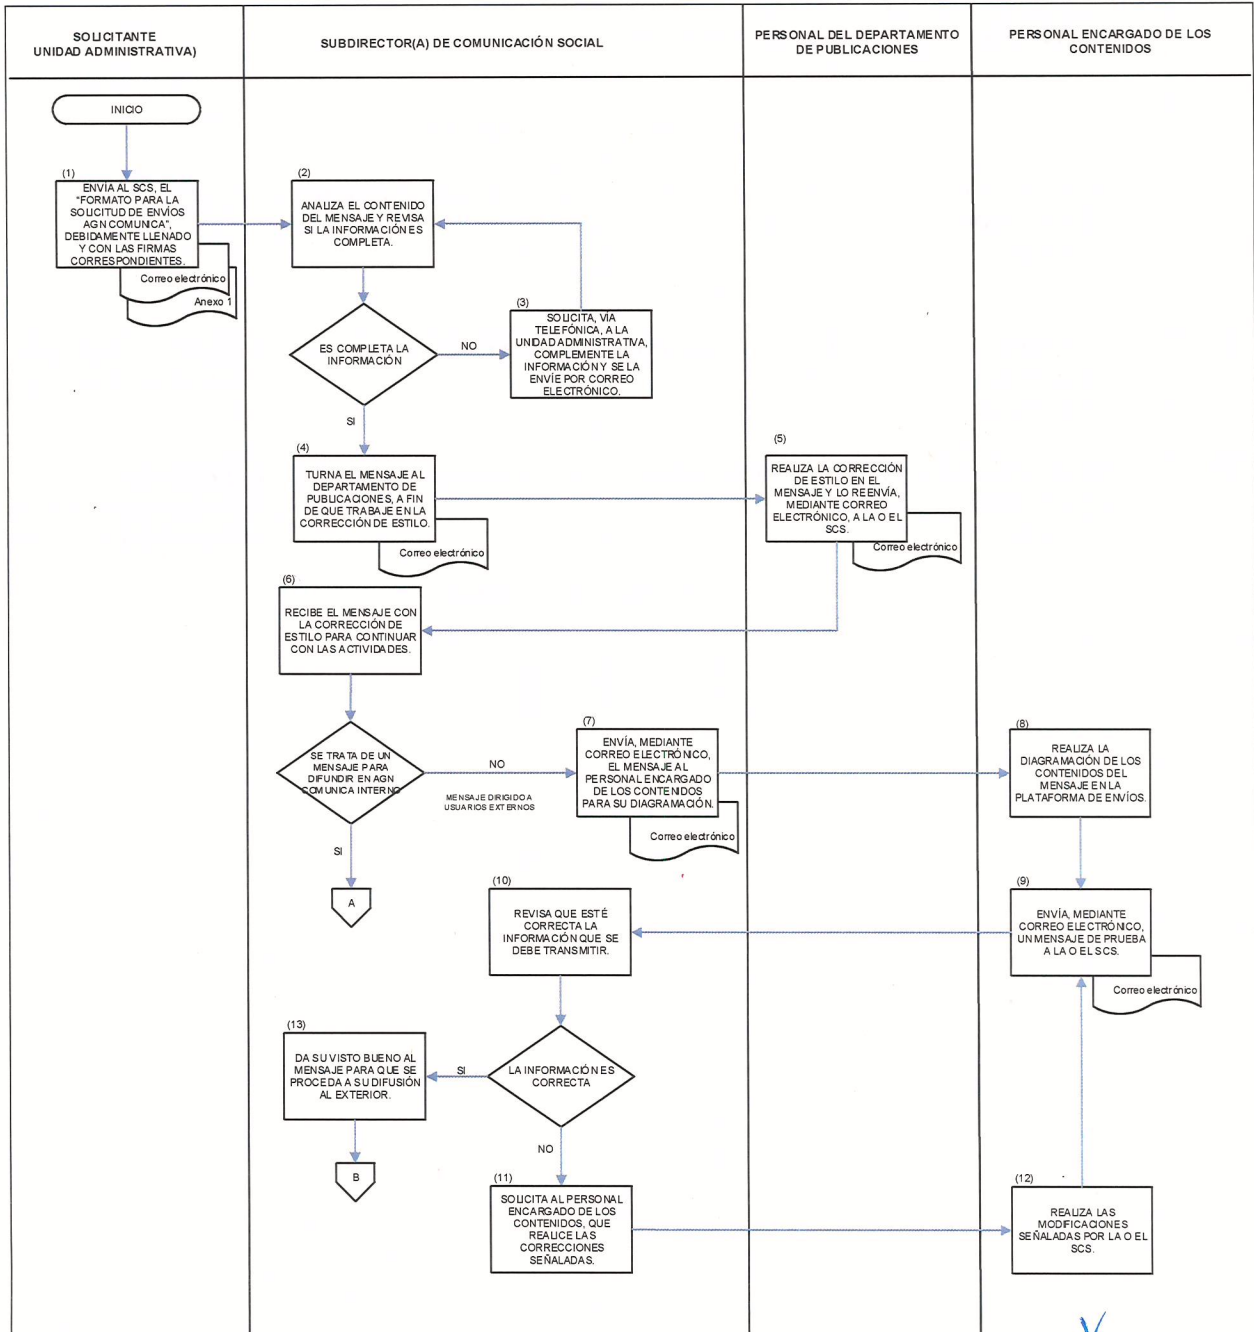 SOLICITANTE
UNIDAD ADMINISTRATIVA)
SUBDIRECTOR(A) DE COMUNICACIÓN SOCIAL
PERSONAL DEL DEPARTAMENTO
DE PUBLICACIONES
PERSONAL ENCARGADO DE LOS
CONTENIDOS
INICIO
(1)
ENVÍA AL SCS, EL
"FORMATO PARA LA
SOLICITUD DE ENVÍOS
AGN COMUNICA",
DEBIDAMENTE LLENADO
Y CON LAS FIRMAS
CORRESPONDIENTES.
Correo electrónico
Anexo 1
(2)
ANALIZA EL CONTENIDO
DEL MENSAJE Y REVISA
SI LA INFORMACIÓN ES
COMPLETA.
ES COMPLETA LA
INFORMACIÓN
NO
(3)
SOLICITA, VÍA
TELEFÓNICA, A LA
UNIDAD ADMINISTRATIVA,
COMPLEMENTE LA
INFORMACIÓN Y SE LA
ENVÍE POR CORREO
ELECTRÓNICO.
SI
(4)
TURNA EL MENSAJE AL
DEPARTAMENTO DE
PUBLICACIONES, A FIN
DE QUE TRABAJE EN LA
CORRECCIÓN DE ESTILO.
Correo electrónico
(5)
REALIZA LA CORRECCIÓN
DE ESTILO EN EL
MENSAJE Y LO REENVÍA,
MEDIANTE CORREO
ELECTRÓNICO, A LA O EL
SCS.
Correo electrónico
(6)
RECIBE EL MENSAJE CON
LA CORRECCIÓN DE
ESTILO PARA CONTINUAR
CON LAS ACTIVIDADES.
SE TRATA DE UN
MENSAJE PARA
DIFUNDIR EN AGN
COMUNICA INTERNO
NO
MENSAJE DIRIGIDO A
USUARIOS EXTERNOS
SI
A
(7)
ENVÍA, MEDIANTE
CORREO ELECTRÓNICO,
EL MENSAJE AL
PERSONAL ENCARGADO
DE LOS CONTENIDOS
PARA SU DIAGRAMACIÓN.
Correo electrónico
(8)
REALIZA LA
DIAGRAMACIÓN DE LOS
CONTENIDOS DEL
MENSAJE EN LA
PLATAFORMA DE ENVÍOS.
(9)
ENVÍA, MEDIANTE
CORREO ELECTRÓNICO,
UN MENSAJE DE PRUEBA
A LA O EL SCS.
Correo electrónico
(10)
REVISA QUE ESTÉ
CORRECTA LA
INFORMACIÓN QUE SE
DEBE TRANSMITIR.
LA INFORMACIÓN ES
CORRECTA
SI
NO
(13)
DA SU VISTO BUENO AL
MENSAJE PARA QUE SE
PROCEDA A SU DIFUSIÓN
AL EXTERIOR.
B
(11)
SOLICITA AL PERSONAL
ENCARGADO DE LOS
CONTENIDOS, QUE
REALICE LAS
CORRECCIONES
SEÑALADAS.
(12)
REALIZA LAS
MODIFICACIONES
SEÑALADAS POR LA O EL
SCS.